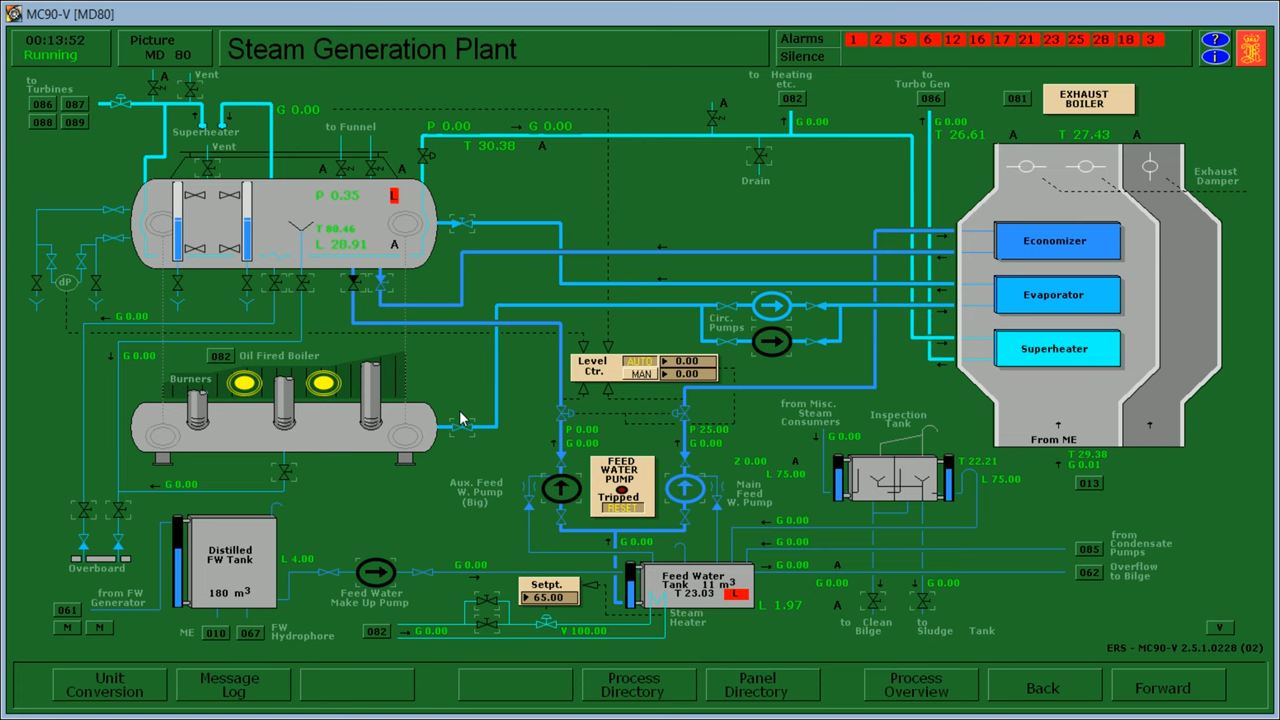 MC90-V [MD80]
00:13:52
Running
Picture
MD 80
Steam Generation Plant
Alarms
1 2 5 6 12 16 17 21 23 25 28 18 3
Silence
?
i
to
Turbines
086 087
088 089
A
Vent
Superheater
Vent
G 0.00
to Funnel
P 0.00 → G 0.00
T 30.38 A
A
to
Heating
etc.
082
G 0.00
Drain
to
Turbo Gen
086
G 0.00
T 26.61 A
081
EXHAUST
BOILER
T 27.43 A
Exhaust
Damper
A A
P 0.35 L
T 88.46
L 28.91 A
dP
Economizer
Evaporator
Superheater
From ME
T 29.38
G 0.01
013
G 0.00
G 0.00
082 Oil Fired Boiler
Burners
Circ.
Pumps
Level
Ctr.
AUTO 0.00
MAN 0.00
P 0.00
G 0.00
P 25.00
G 0.00
from Misc.
Steam
Consumers
G 0.00
Inspection
Tank
T 22.21
L 75.00
Z 0.00 A
L 75.00
G 0.00
Aux. Feed
W. Pump
(Big)
FEED
WATER
PUMP
Tripped
RESET
Main
Feed
W. Pump
G 0.00
G 0.00
G 0.00
G 0.00 A
085
from
Condensate
Pumps
062
Overflow
to Bilge
Overboard
Distilled
FW Tank
180 m³
L 4.00
Feed Water
Make Up Pump
G 0.00
Setpt.
65.00
Feed Water
Tank 11 m³
T 23.03 L
L 1.97
Steam
Heater
G 0.00
A
G 0.00
to
Clean
Bilge
to
Sludge
Tank
from FW
Generator
061
M M
ME 010 067 FW
Hydrophore
082 G 0.00
V 100.00
V
ERS - MC90-V 2.5.1.0228 (02)
Unit
Conversion
Message
Log
Process
Directory
Panel
Directory
Process
Overview
Back
Forward